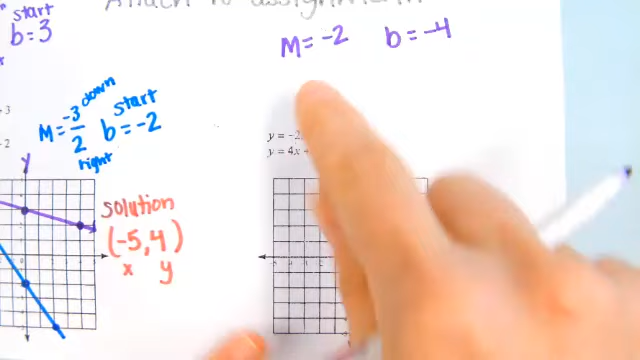 start
b = 3
M = -2 b = -4
M = -3/2 down
right
b = -2 start
y
solution
(-5, 4)
x y
y = -2
y = 4x